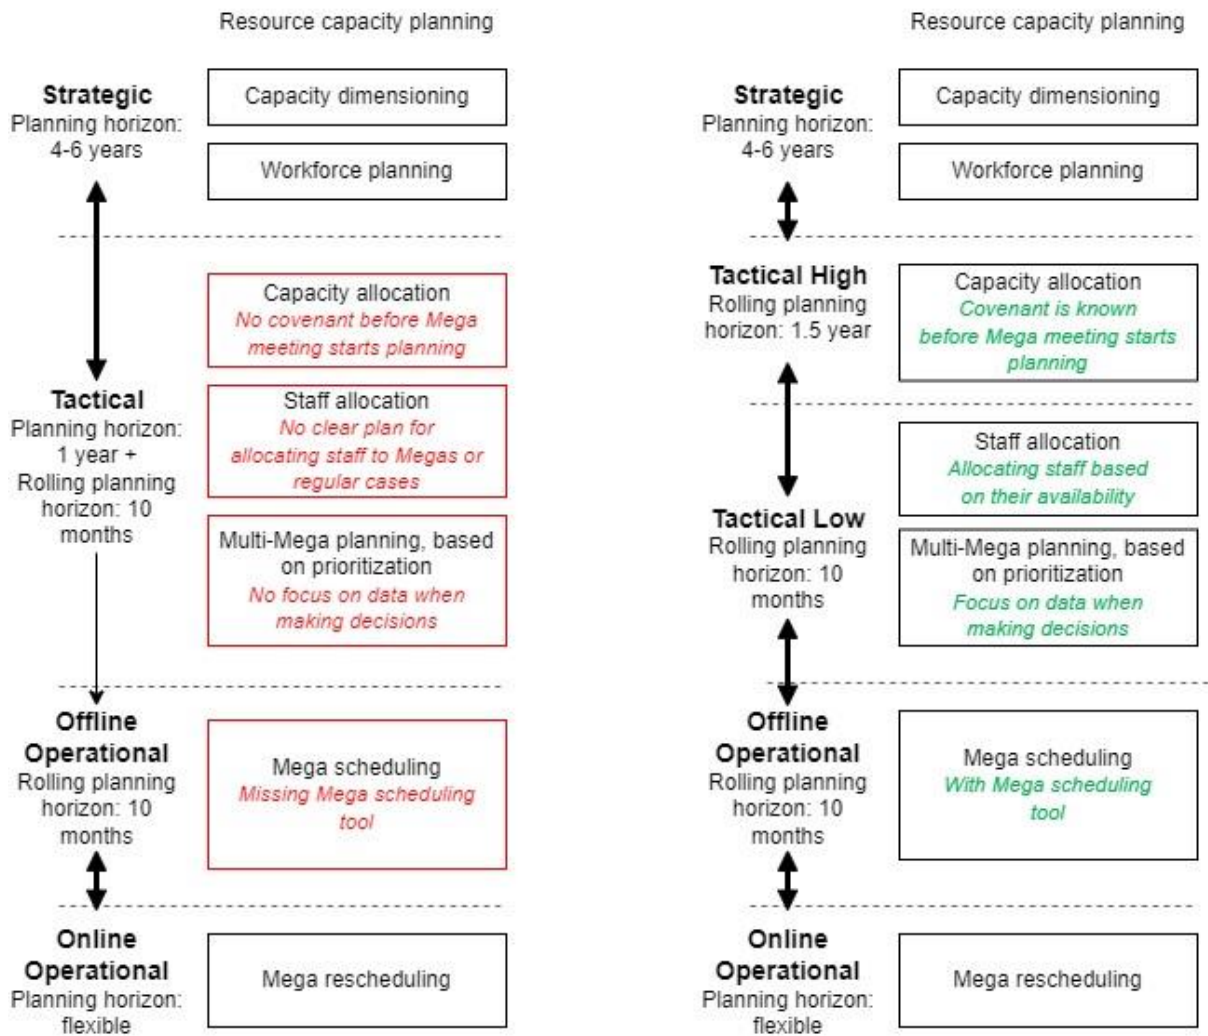 Resource capacity planning
Strategic
Planning horizon:
4-6 years
Capacity dimensioning
Workforce planning
Capacity allocation
No covenant before Mega
meeting starts planning
Tactical
Planning horizon:
1 year +
Rolling planning
horizon: 10
months
Staff allocation
No clear plan for
allocating staff to Megas or
regular cases
Multi-Mega planning, based
on prioritization
No focus on data when
making decisions
Offline
Operational
Rolling planning
horizon: 10
months
Mega scheduling
Missing Mega scheduling
tool
Online
Operational
Planning horizon:
flexible
Mega rescheduling
Resource capacity planning
Strategic
Planning horizon:
4-6 years
Capacity dimensioning
Workforce planning
Tactical High
Rolling planning
horizon: 1.5 year
Capacity allocation
Covenant is known
before Mega meeting starts
planning
Tactical Low
Rolling planning
horizon: 10
months
Staff allocation
Allocating staff based
on their availability
Multi-Mega planning, based
on prioritization
Focus on data when
making decisions
Offline
Operational
Rolling planning
horizon: 10
months
Mega scheduling
With Mega scheduling
tool
Online
Operational
Planning horizon:
flexible
Mega rescheduling